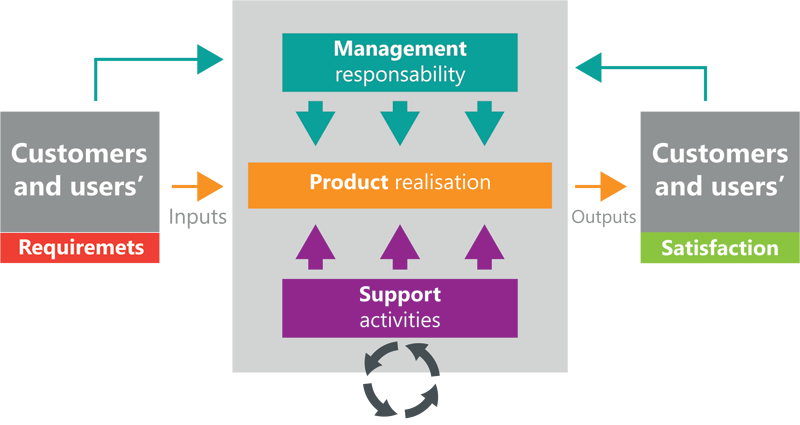 Management
responsability
Customers
and users’
Requiremets
Inputs
Product realisation
Outputs
Customers
and users’
Satisfaction
Support
activities